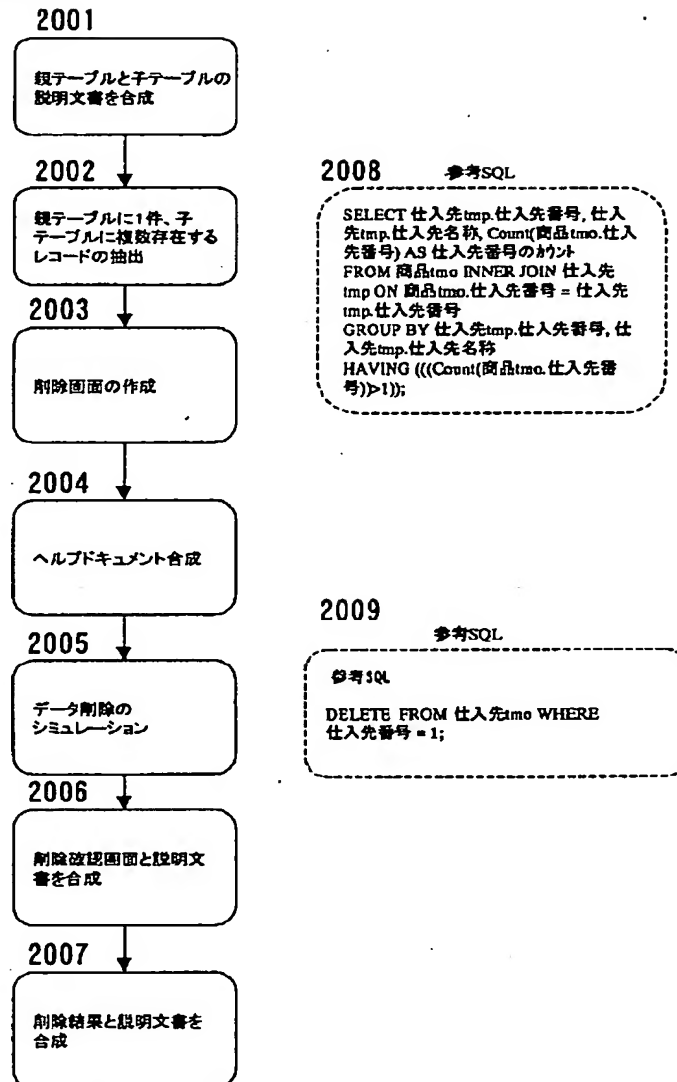 2001
親テーブルと子テーブルの
説明文書を合成
2002
親テーブルに1件、子
テーブルに複数存在する
レコードの抽出
2003
削除画面の作成
2004
ヘルプドキュメント合成
2005
データ削除の
シミュレーション
2006
削除確認画面と説明文
書を合成
2007
削除結果と説明文書を
合成
2008
参考SQL
SELECT 仕入先tmp.仕入先番号, 仕入
先tmp.仕入先名称, Count(商品tmo.仕入
先番号) AS 仕入先番号のカウント
FROM 商品tmo INNER JOIN 仕入先
tmp ON 商品tmo.仕入先番号 = 仕入先
tmp.仕入先番号
GROUP BY 仕入先tmp.仕入先番号, 仕
入先tmp.仕入先名称
HAVING (((Count(商品tmo.仕入先番
号))>1));
2009
参考SQL
参考SQL
DELETE FROM 仕入先tmo WHERE
仕入先番号 = 1;